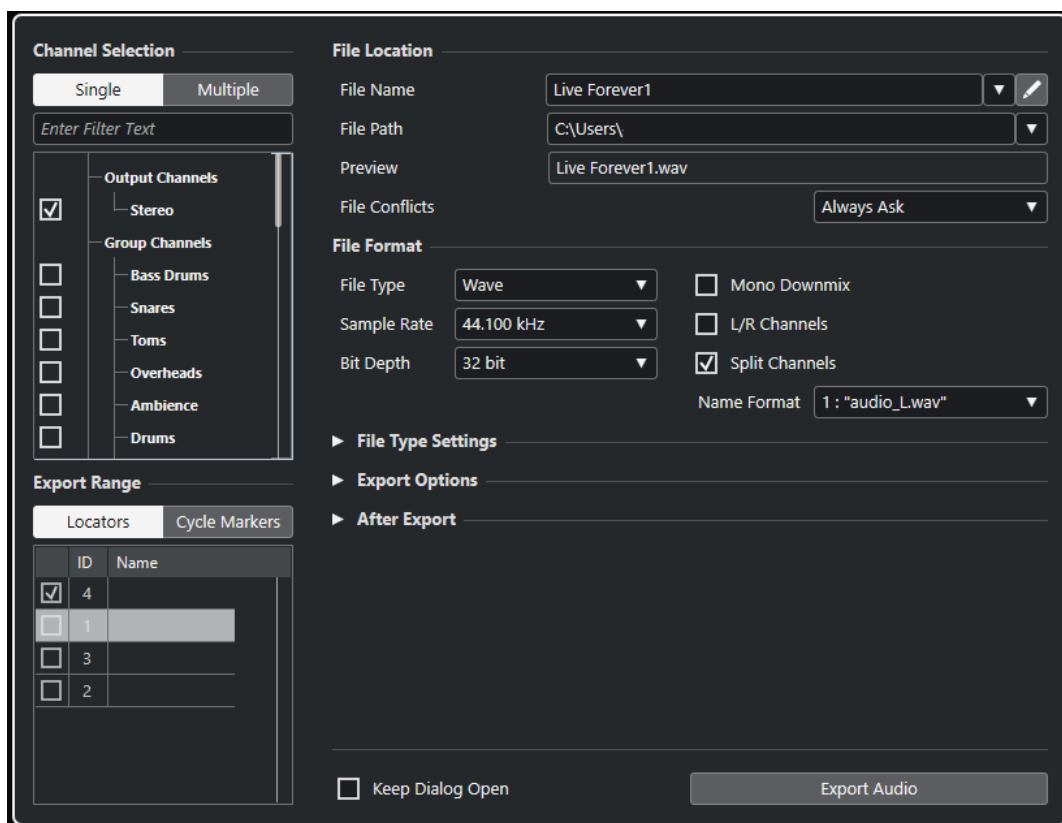 Channel Selection
Single Multiple
Enter Filter Text
Output Channels
Stereo
Group Channels
Bass Drums
Snares
Toms
Overheads
Ambience
Drums
Export Range
Locators Cycle Markers
ID Name
4
1
3
2
File Location
File Name Live Forever1
File Path C:\Users\
Preview Live Forever1.wav
File Conflicts Always Ask
File Format
File Type Wave Mono Downmix
Sample Rate 44.100 kHz L/R Channels
Bit Depth 32 bit Split Channels
Name Format 1 : "audio_L.wav"
File Type Settings
Export Options
After Export
Keep Dialog Open Export Audio